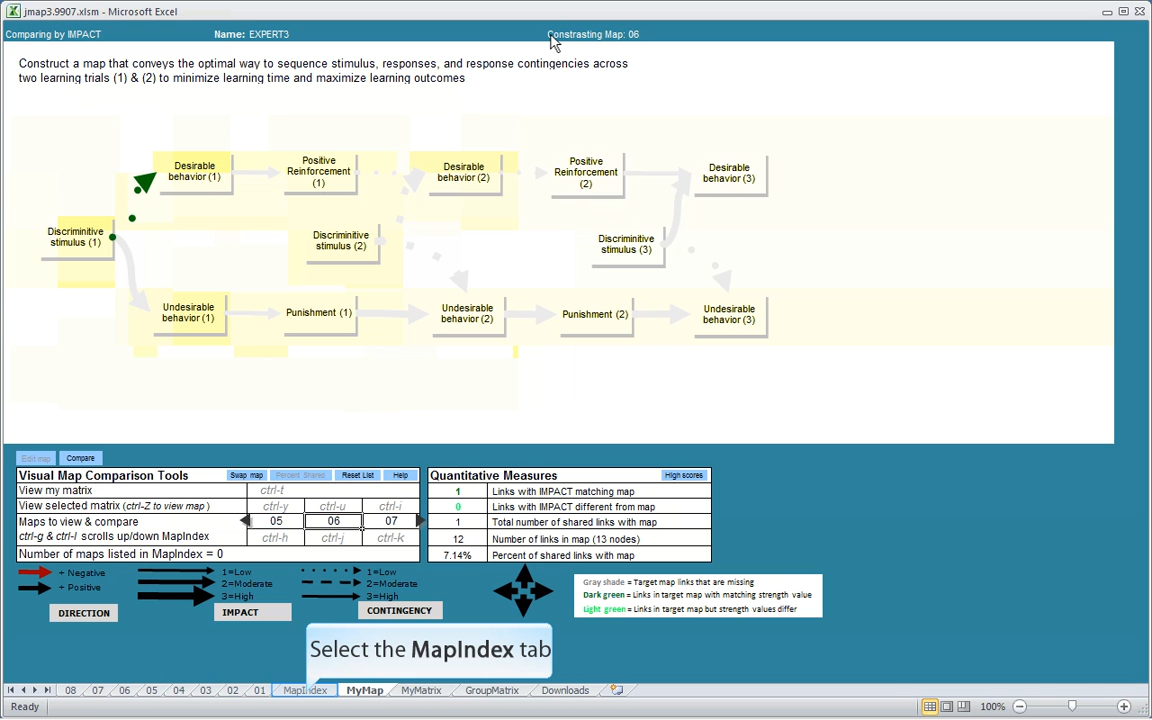 jmap3.9907.xlsm - Microsoft Excel
Comparing by IMPACT
Name: EXPERT3
Constrasting Map: 06
Construct a map that conveys the optimal way to sequence stimulus, responses, and response contingencies across
two learning trials (1) & (2) to minimize learning time and maximize learning outcomes
Desirable
behavior (1)
Positive
Reinforcement
(1)
Desirable
behavior (2)
Positive
Reinforcement
(2)
Desirable
behavior (3)
Discriminitive
stimulus (1)
Discriminitive
stimulus (2)
Discriminitive
stimulus (3)
Undesirable
behavior (1)
Punishment (1)
Undesirable
behavior (2)
Punishment (2)
Undesirable
behavior (3)
Edit map
Compare
Visual Map Comparison Tools
Swap map
Percent Shared
Reset List
Help
View my matrix
ctrl-t
View selected matrix (ctrl-Z to view map )
ctrl-y ctrl-u ctrl-i
Maps to view & compare
05 06 07
ctrl-g & ctrl-l scrolls up/down MapIndex
ctrl-h ctrl-j ctrl-k
Number of maps listed in MapIndex = 0
Quantitative Measures
High scores
1 Links with IMPACT matching map
0 Links with IMPACT different from map
1 Total number of shared links with map
12 Number of links in map (13 nodes)
7.14% Percent of shared links with map
+ Negative
+ Positive
DIRECTION
1=Low
2=Moderate
3=High
IMPACT
1=Low
2=Moderate
3=High
CONTINGENCY
Gray shade = Target map links that are missing
Dark green = Links in target map with matching strength value
Light green = Links in target map but strength values differ
Select the MapIndex tab
08 07 06 05 04 03 02 01 MapIndex MyMap MyMatrix GroupMatrix Downloads
Ready
100%